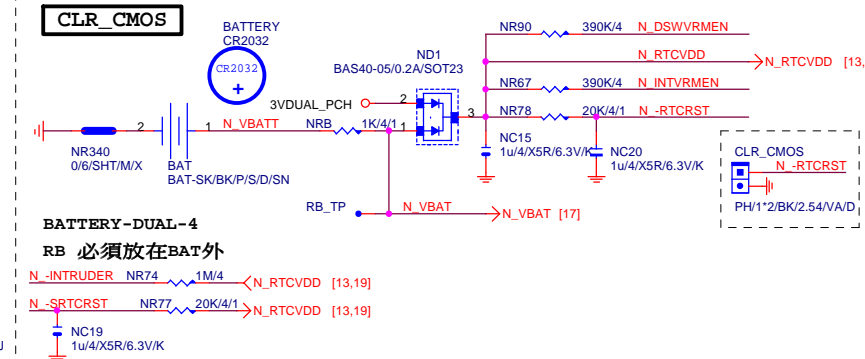 CLR_CMOS
BATTERY
CR2032
CR2032
+
ND1
BAS40-05/0.2A/SOT23
NR90 390K/4 N_DSWVRMEN
N_RTCVDD
N_RTCVDD [13,
NR67 390K/4 N_INTVRMEN
3VDUAL_PCH 2
3
NR78 20K/4/1 N_-RTCRST
2 1 N_VBATT NRB 1K/4/1 1
NR340
0/6/SHT/M/X
BAT
BAT-SK/BK/P/S/D/SN
NC15
1u/4/X5R/6.3V/K
NC20
1u/4/X5R/6.3V/K
CLR_CMOS
N_-RTCRST
PH/1*2/BK/2.54/VA/D
RB_TP N_VBAT N_VBAT [17]
BATTERY-DUAL-4
RB 必須放在BAT外
N_-INTRUDER NR74 1M/4 N_RTCVDD [13,19]
N_-SRTCRST NR77 20K/4/1 N_RTCVDD [13,19]
NC19
1u/4/X5R/6.3V/K